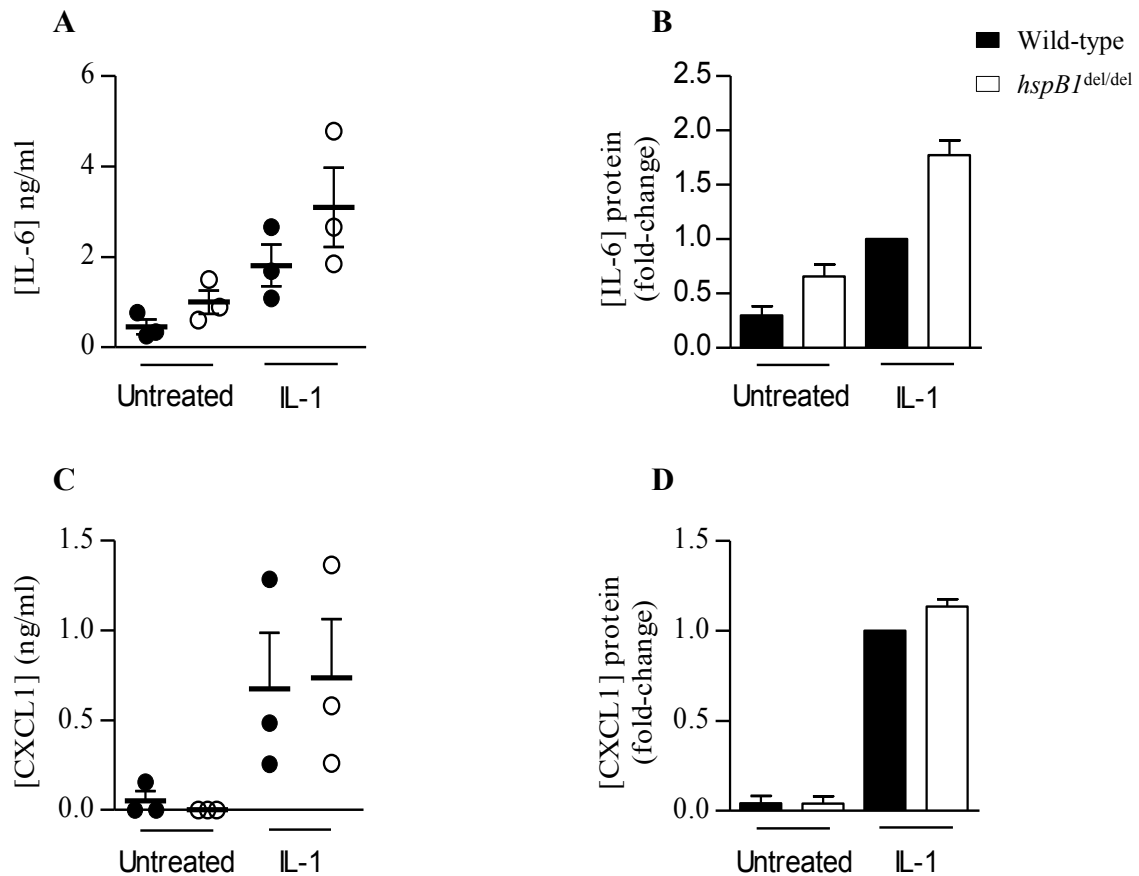 A
[IL-6] ng/ml
6
4
2
0
Untreated
IL-1
B
Wild-type
hspB1del/del
[IL-6] protein
(fold-change)
2.5
2.0
1.5
1.0
0.5
0.0
Untreated
IL-1
C
[CXCL1] (ng/ml)
1.5
1.0
0.5
0.0
Untreated
IL-1
D
[CXCL1] protein
(fold-change)
1.5
1.0
0.5
0.0
Untreated
IL-1